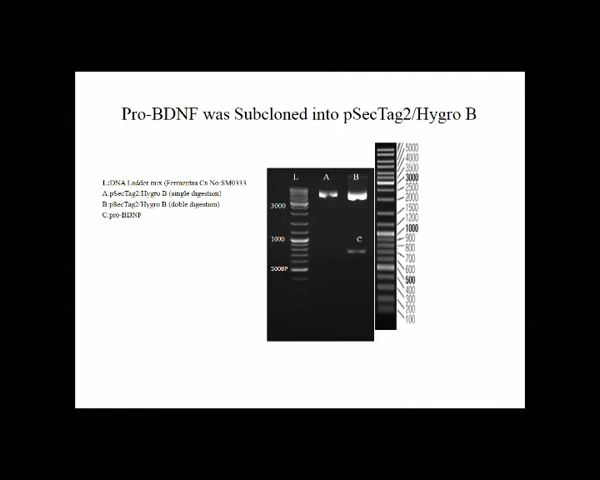 Pro-BDNF was Subcloned into pSecTag2/Hygro B
L:DNA Ladder mix (Fermentas Cn No:SM0333
A:pSecTag2/Hygro B (single digestion)
B:pSecTag2/Hygro B (doble digestion)
C:pro-BDNF
L A B
3000
1000
C
500BP
5000
4000
3500
3000
2500
2000
1500
1200
1000
900
800
700
600
500
400
300
200
100